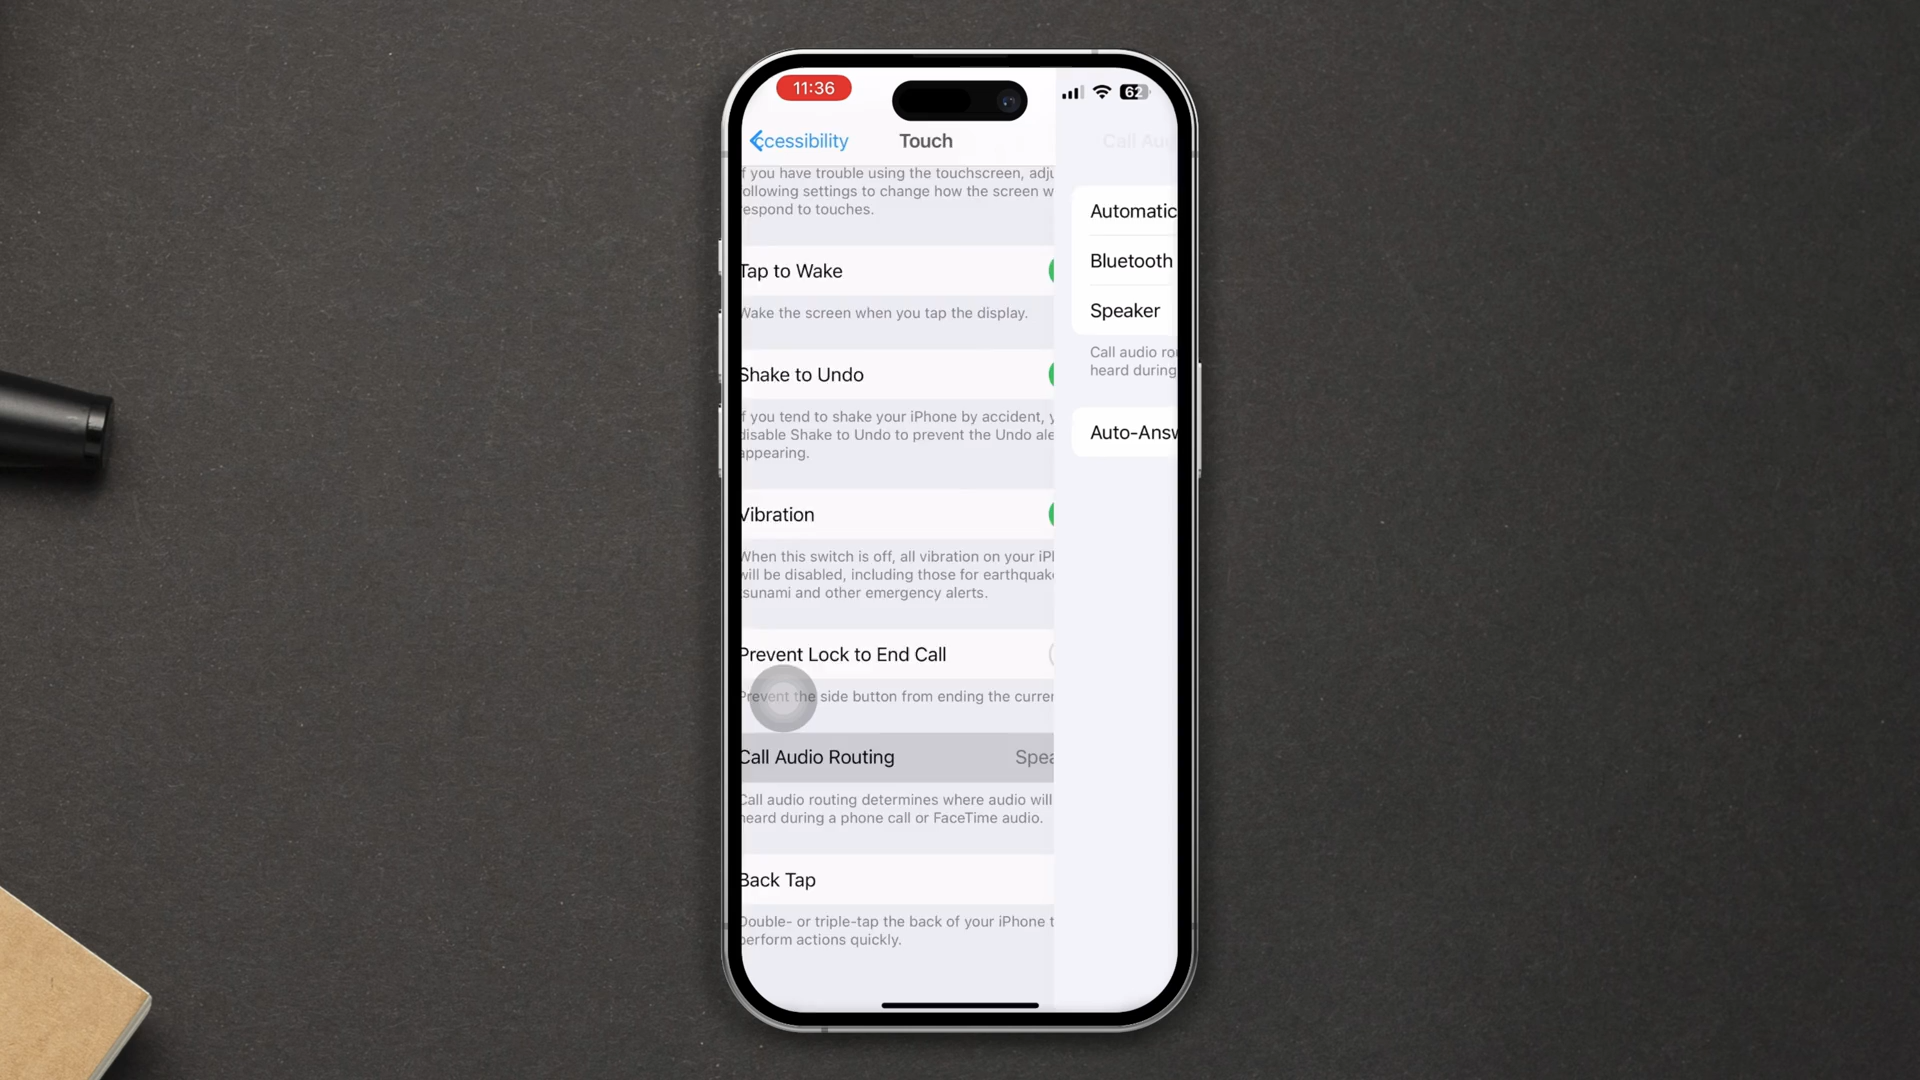 11:36
62
ccessibility
Touch
Call Au
f you have trouble using the touchscreen, adju
ollowing settings to change how the screen w
espond to touches.
Tap to Wake
Wake the screen when you tap the display.
Shake to Undo
f you tend to shake your iPhone by accident, y
disable Shake to Undo to prevent the Undo ale
appearing.
Vibration
When this switch is off, all vibration on your iPh
will be disabled, including those for earthquake
sunami and other emergency alerts.
Prevent Lock to End Call
Prevent the side button from ending the curren
Call Audio Routing
Spea
Call audio routing determines where audio will
heard during a phone call or FaceTime audio.
Back Tap
Double- or triple-tap the back of your iPhone t
perform actions quickly.
Automatic
Bluetooth
Speaker
Call audio ro
heard during
Auto-Answ